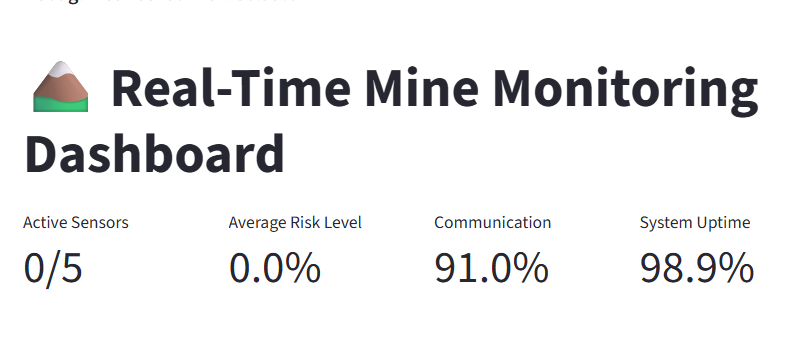 Real-Time Mine Monitoring
Dashboard
Active Sensors
Average Risk Level
Communication
System Uptime
0/5
0.0%
91.0%
98.9%